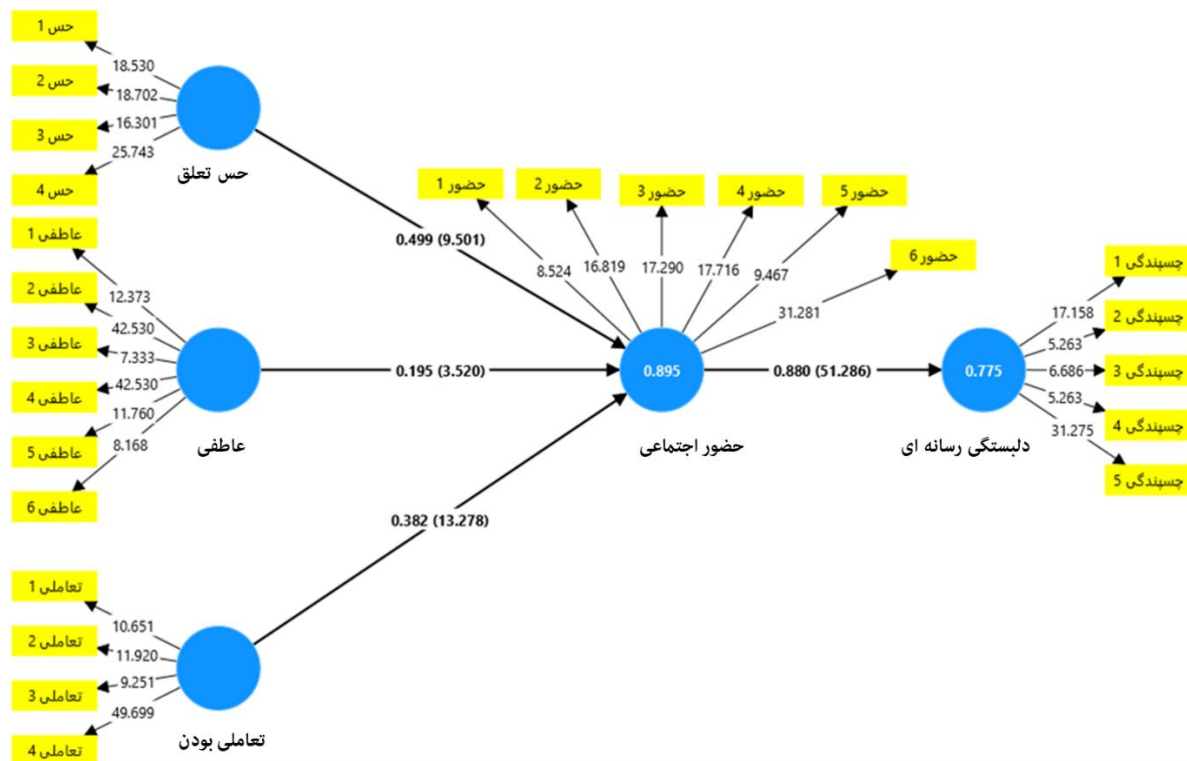 حس 1
حس 2
حس 3
حس 4
18.530
18.702
16.301
25.743
حس تعلق
عاطفی 1
عاطفی 2
عاطفی 3
عاطفی 4
عاطفی 5
عاطفی 6
12.373
42.530
7.333
42.530
11.760
8.168
عاطفی
تعاملی 1
تعاملی 2
تعاملی 3
تعاملی 4
10.651
11.920
9.251
49.699
تعاملی بودن
0.499 (9.501)
0.195 (3.520)
0.382 (13.278)
حضور 1
حضور 2
حضور 3
حضور 4
حضور 5
حضور 6
8.524
16.819
17.290
17.716
9.467
31.281
0.895
حضور اجتماعی
0.880 (51.286)
0.775
دلبستگی رسانه ای
17.158
5.263
6.686
5.263
31.275
چسپندگی 1
چسپندگی 2
چسپندگی 3
چسپندگی 4
چسپندگی 5